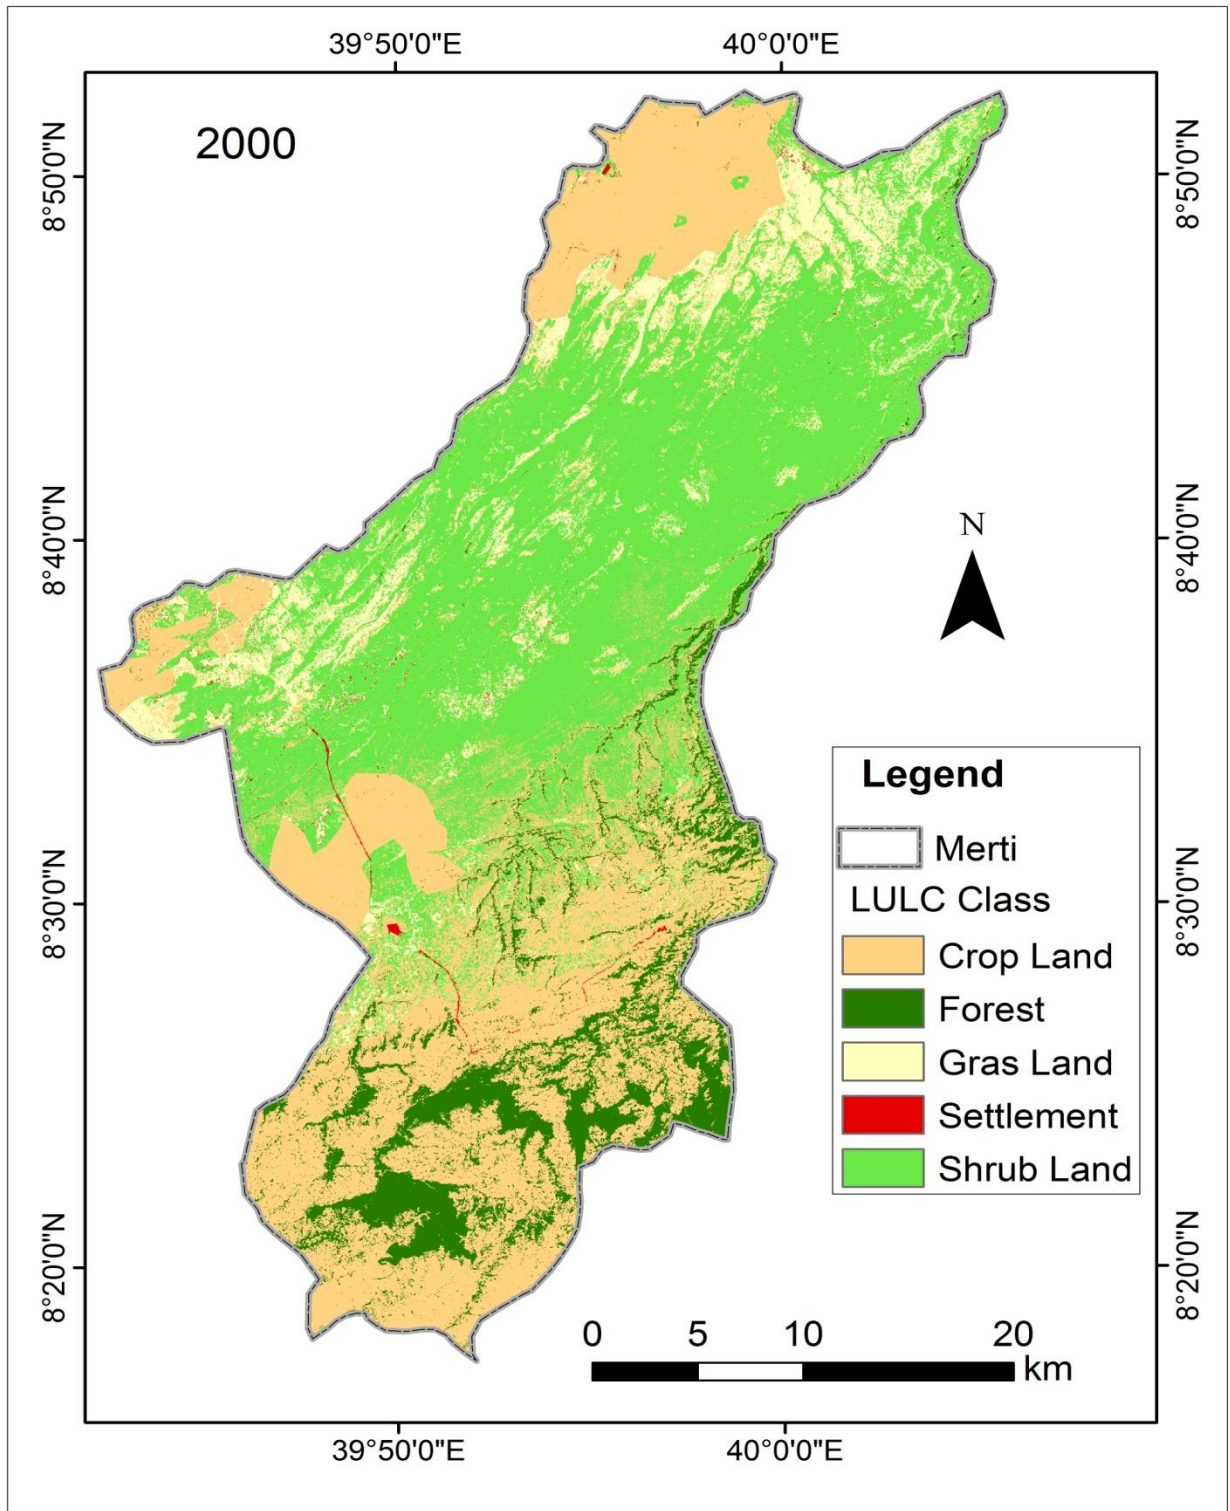 39°50'0"E 40°0'0"E
2000
8°50'0"N 8°50'0"N
8°40'0"N 8°40'0"N
N
Legend
Merti
LULC Class
8°30'0"N 8°30'0"N
Crop Land
Forest
Gras Land
Settlement
Shrub Land
8°20'0"N 8°20'0"N
0 5 10 20
km
39°50'0"E 40°0'0"E